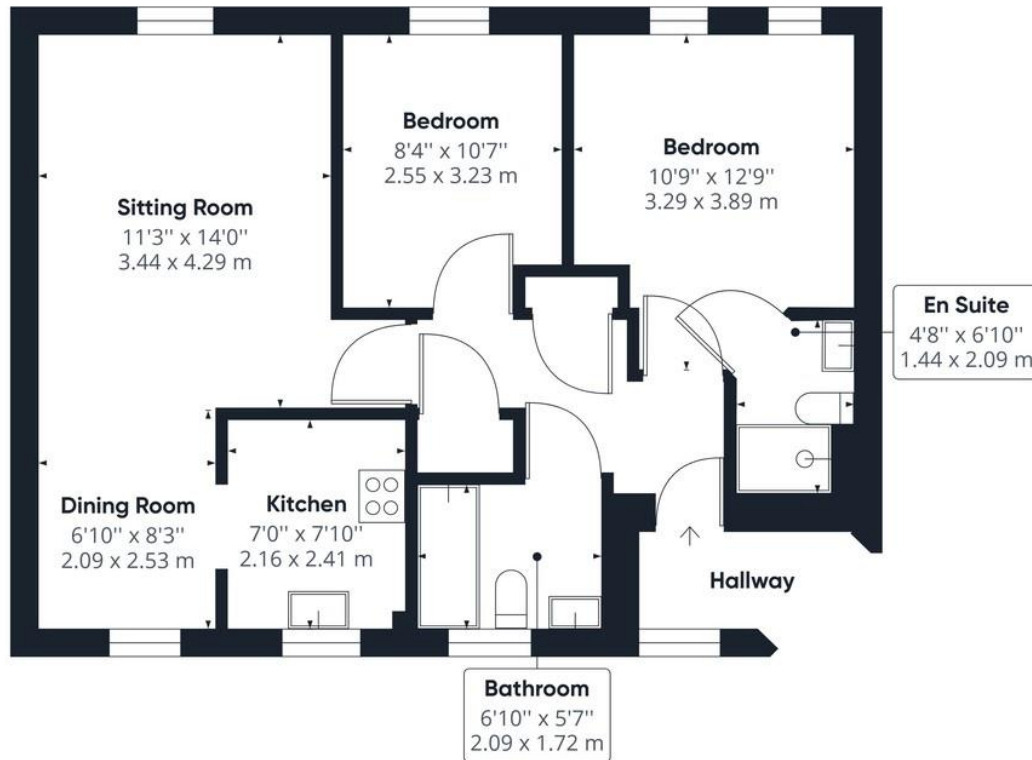 Bedroom
8'4" x 10'7"
2.55 x 3.23 m
Bedroom
10'9" x 12'9"
3.29 x 3.89 m
Sitting Room
11'3" x 14'0"
3.44 x 4.29 m
En Suite
4'8" x 6'10"
1.44 x 2.09 m
Dining Room
6'10" x 8'3"
2.09 x 2.53 m
Kitchen
7'0" x 7'10"
2.16 x 2.41 m
Hallway
Bathroom
6'10" x 5'7"
2.09 x 1.72 m